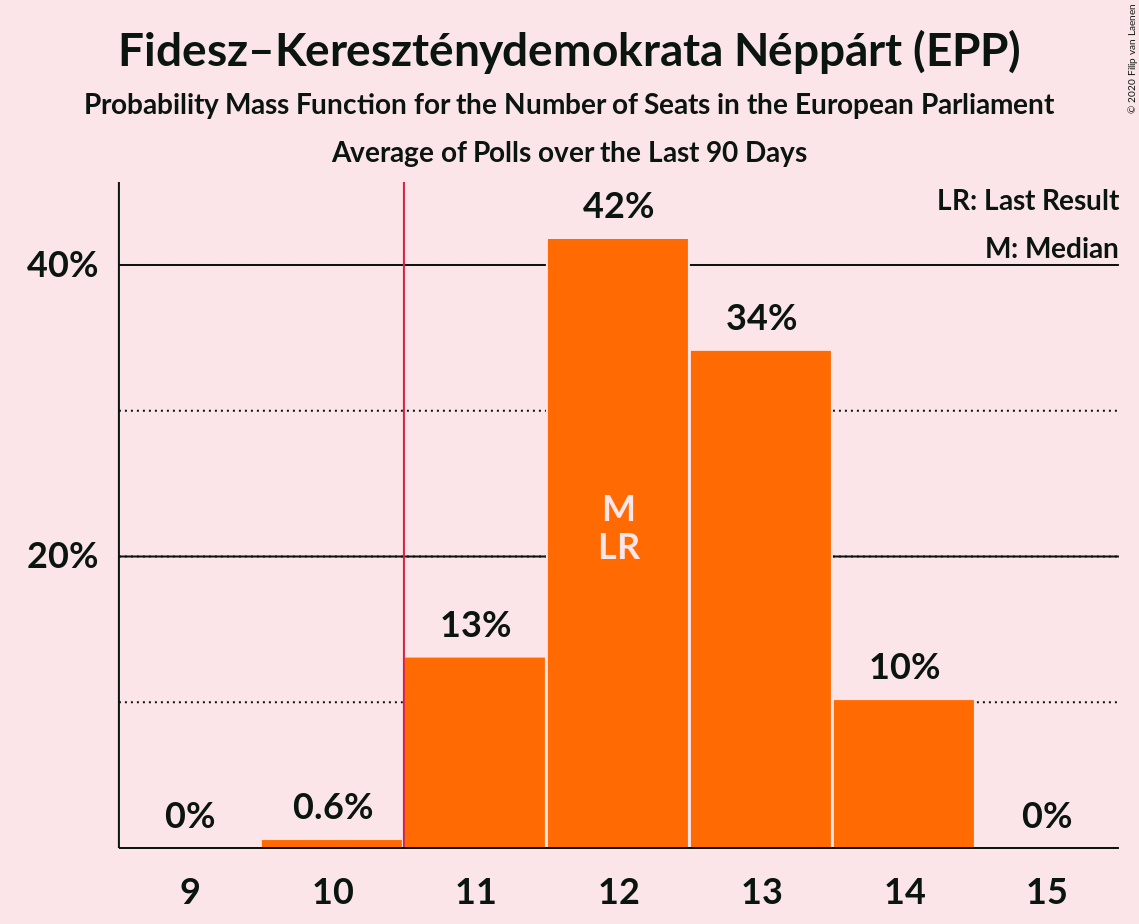 Fidesz–Kereszténydemokrata Néppárt (EPP)
Probability Mass Function for the Number of Seats in the European Parliament
Average of Polls over the Last 90 Days
© 2020 Filip van Laenen
LR: Last Result
M: Median
40%
20%
0%
0.6%
13%
42%
34%
10%
0%
M
LR
9 10 11 12 13 14 15